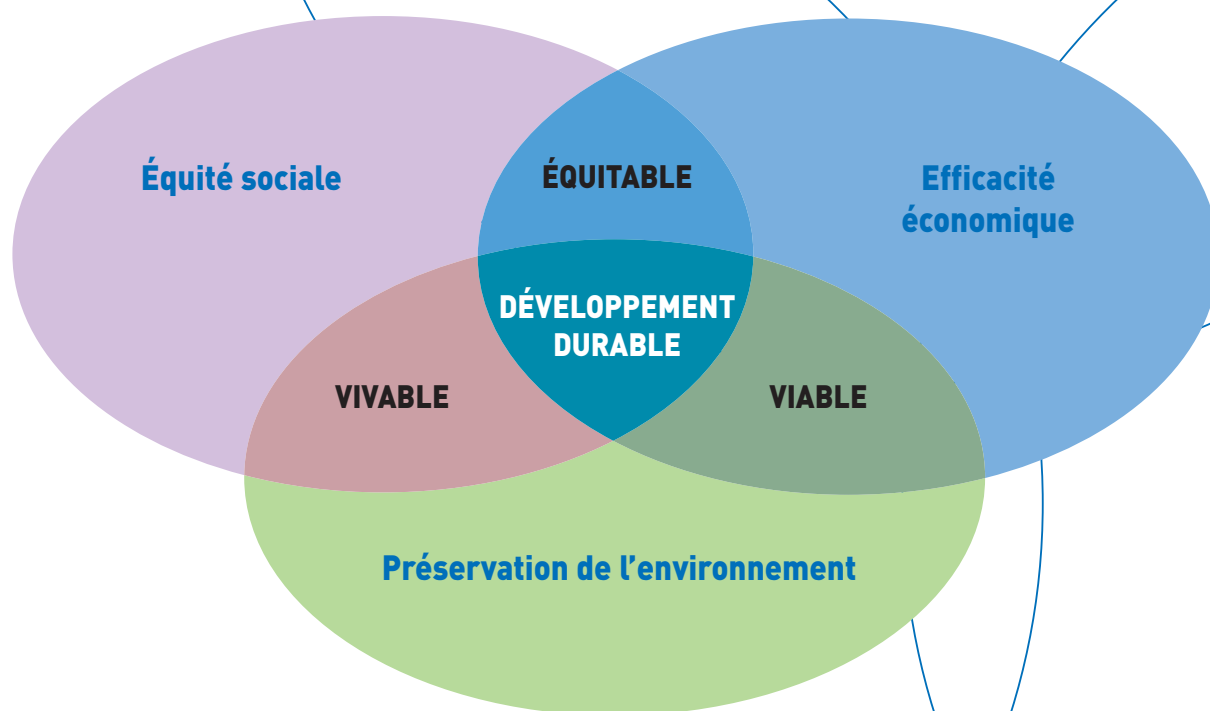 Équité sociale
ÉQUITABLE
Efficacité
économique
DÉVELOPPEMENT
DURABLE
VIVABLE
VIABLE
Préservation de l’environnement